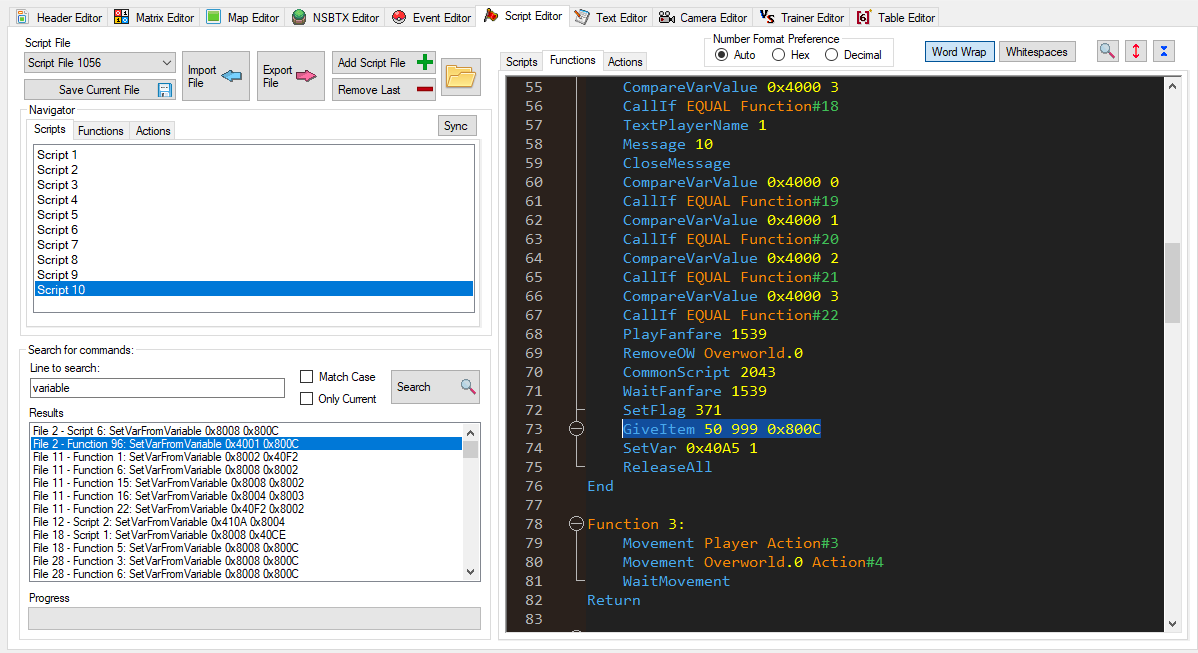 Header Editor Matrix Editor Map Editor NSBTX Editor Event Editor Script Editor Text Editor Camera Editor Trainer Editor Table Editor
Script File
Script File 1056
Save Current File
Import File
Export File
Add Script File
Remove Last
Navigator
Scripts Functions Actions
Sync
Script 1
Script 2
Script 3
Script 4
Script 5
Script 6
Script 7
Script 8
Script 9
Script 10
Search for commands:
Line to search:
variable
Match Case
Only Current
Search
Results
File 2 - Script 6: SetVarFromVariable 0x8008 0x800C
File 2 - Function 96: SetVarFromVariable 0x4001 0x800C
File 11 - Function 1: SetVarFromVariable 0x8002 0x40F2
File 11 - Function 6: SetVarFromVariable 0x8008 0x8002
File 11 - Function 15: SetVarFromVariable 0x8008 0x8002
File 11 - Function 16: SetVarFromVariable 0x8004 0x8003
File 11 - Function 22: SetVarFromVariable 0x40F2 0x8002
File 12 - Script 2: SetVarFromVariable 0x410A 0x8004
File 18 - Script 1: SetVarFromVariable 0x8008 0x40CE
File 18 - Function 5: SetVarFromVariable 0x8008 0x800C
File 28 - Function 3: SetVarFromVariable 0x8008 0x800C
File 28 - Function 6: SetVarFromVariable 0x8008 0x800C
Progress
Scripts Functions Actions
Number Format Preference
Auto Hex Decimal
Word Wrap Whitespaces
55 CompareVarValue 0x4000 3
56 CallIf EQUAL Function#18
57 TextPlayerName 1
58 Message 10
59 CloseMessage
60 CompareVarValue 0x4000 0
61 CallIf EQUAL Function#19
62 CompareVarValue 0x4000 1
63 CallIf EQUAL Function#20
64 CompareVarValue 0x4000 2
65 CallIf EQUAL Function#21
66 CompareVarValue 0x4000 3
67 CallIf EQUAL Function#22
68 PlayFanfare 1539
69 RemoveOW Overworld.0
70 CommonScript 2043
71 WaitFanfare 1539
72 SetFlag 371
73 GiveItem 50 999 0x800C
74 SetVar 0x40A5 1
75 ReleaseAll
76 End
77
78 Function 3:
79 Movement Player Action#3
80 Movement Overworld.0 Action#4
81 WaitMovement
82 Return
83